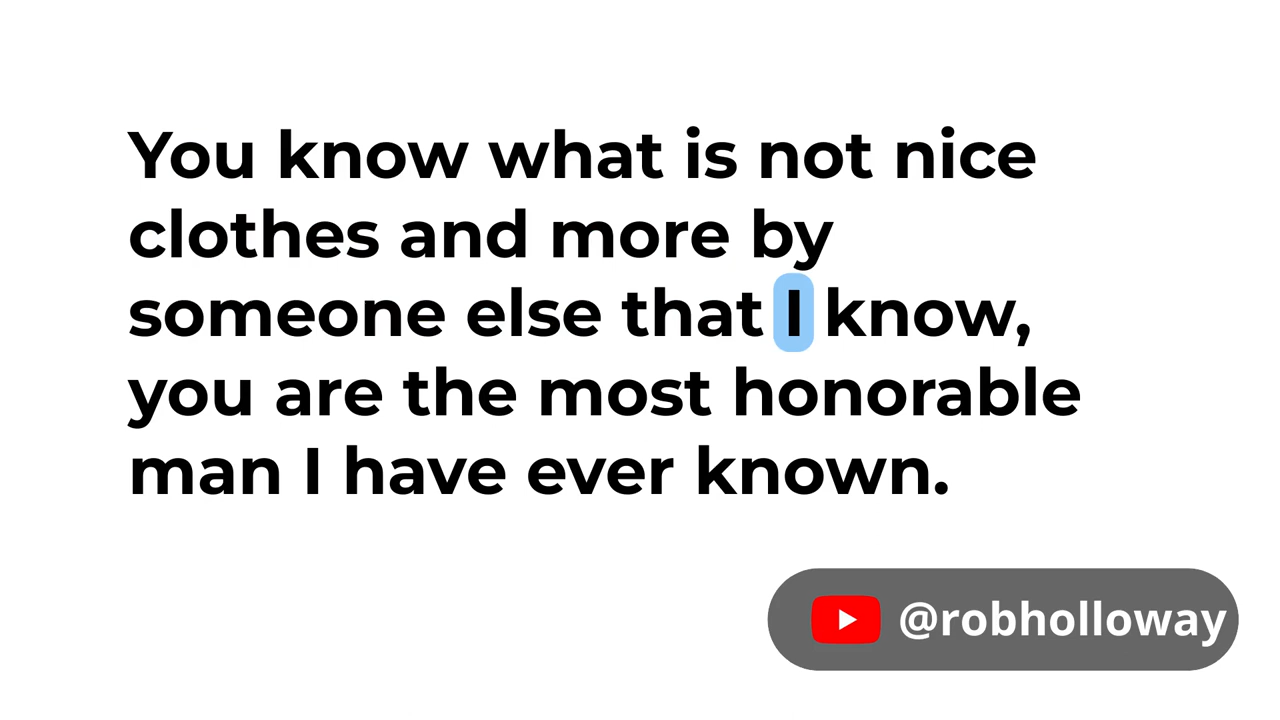 You know what is not nice
clothes and more by
someone else that I know,
you are the most honorable
man I have ever known.
@robholloway